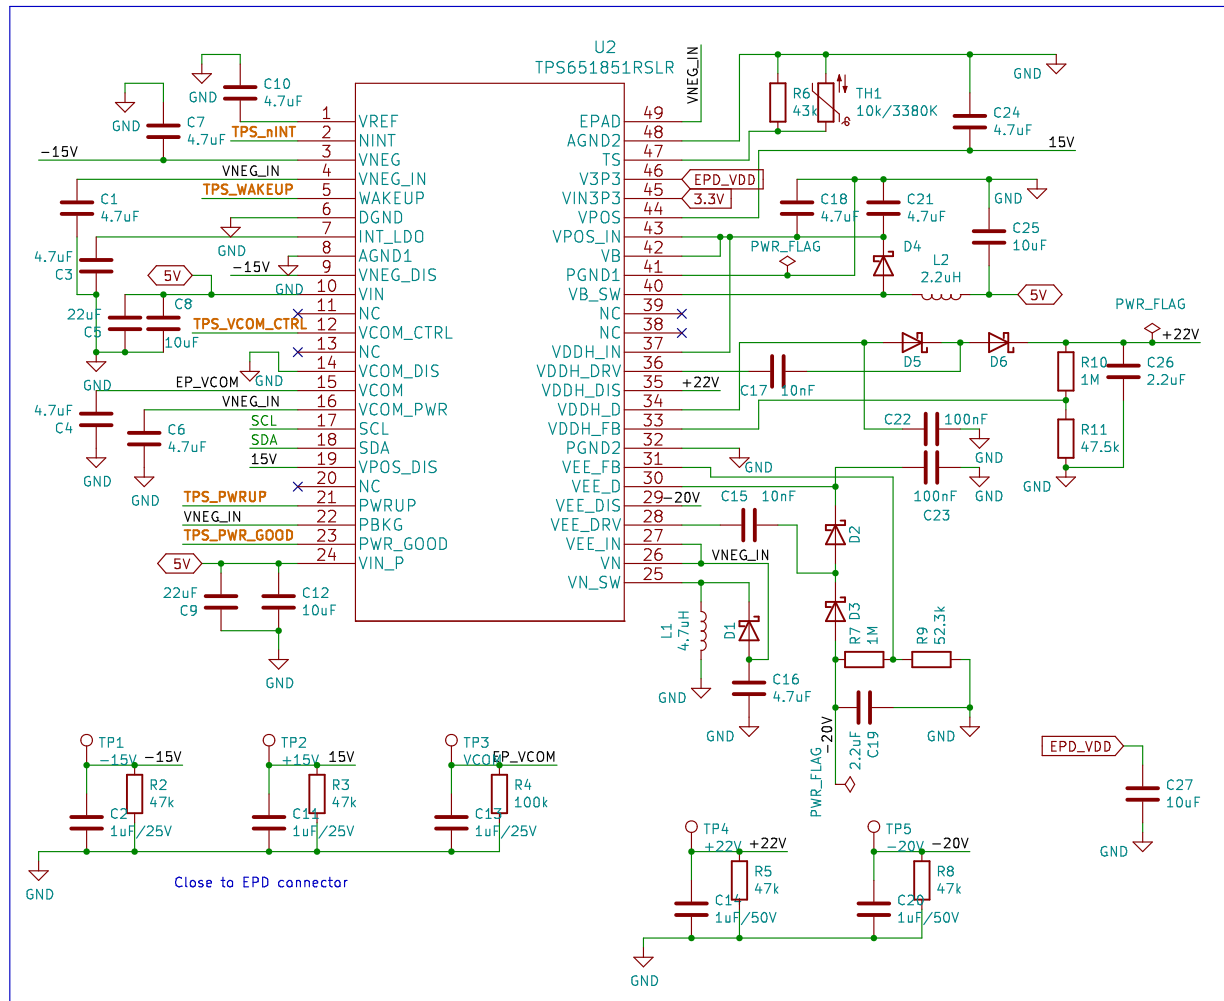 U2
TPS651851RSLR
VNEG_IN
GND
C10
4.7uF
GND
C7
4.7uF
GND
R6
43k
TH1
10k/3380K
C24
4.7uF
GND
TPS_nINT
-15V
VNEG_IN
TPS_WAKEUP
C1
4.7uF
GND
4.7uF
C3
-15V
5V
GND
22uF
C5
C8
10uF
TPS_VCOM_CTRL
GND
GND
EP_VCOM
VNEG_IN
4.7uF
C4
C6
4.7uF
GND
GND
SCL
SDA
15V
TPS_PWRUP
VNEG_IN
TPS_PWR_GOOD
5V
22uF
C9
C12
10uF
GND
1 VREF
2 NINT
3 VNEG
4 VNEG_IN
5 WAKEUP
6 DGND
7 INT_LDO
8 AGND1
9 VNEG_DIS
10 VIN
11 NC
12 VCOM_CTRL
13 NC
14 VCOM_DIS
15 VCOM
16 VCOM_PWR
17 SCL
18 SDA
19 VPOS_DIS
20 NC
21 PWRUP
22 PBKG
23 PWR_GOOD
24 VIN_P
EPAD 49
AGND2 48
TS 47
V3P3 46
VIN3P3 45
VPOS 44
VPOS_IN 43
VB 42
PGND1 41
VB_SW 40
NC 39
NC 38
VDDH_IN 37
VDDH_DRV 36
VDDH_DIS 35
VDDH_D 34
VDDH_FB 33
PGND2 32
VEE_FB 31
VEE_D 30
VEE_DIS 29
VEE_DRV 28
VEE_IN 27
VN 26
VN_SW 25
15V
EPD_VDD
3.3V
C18
4.7uF
C21
4.7uF
GND
PWR_FLAG
D4
C25
10uF
L2
2.2uH
5V
PWR_FLAG
+22V
D5
D6
C17
10nF
+22V
R10
1M
C26
2.2uF
C22
100nF
GND
R11
47.5k
GND
GND
100nF
C23
GND
-20V
C15
10nF
D2
VNEG_IN
D3
L1
4.7uH
D1
R7
1M
R9
52.3k
GND
C16
4.7uF
GND
-20V
PWR_FLAG
2.2uF
C19
GND
EPD_VDD
C27
10uF
GND
TP1
-15V
-15V
R2
47k
C2
1uF/25V
TP2
+15V
15V
R3
47k
C11
1uF/25V
TP3
VCOM
EP_VCOM
R4
100k
C13
1uF/25V
GND
Close to EPD connector
TP4
+22V
+22V
R5
47k
C14
1uF/50V
TP5
-20V
-20V
R8
47k
C20
1uF/50V
GND